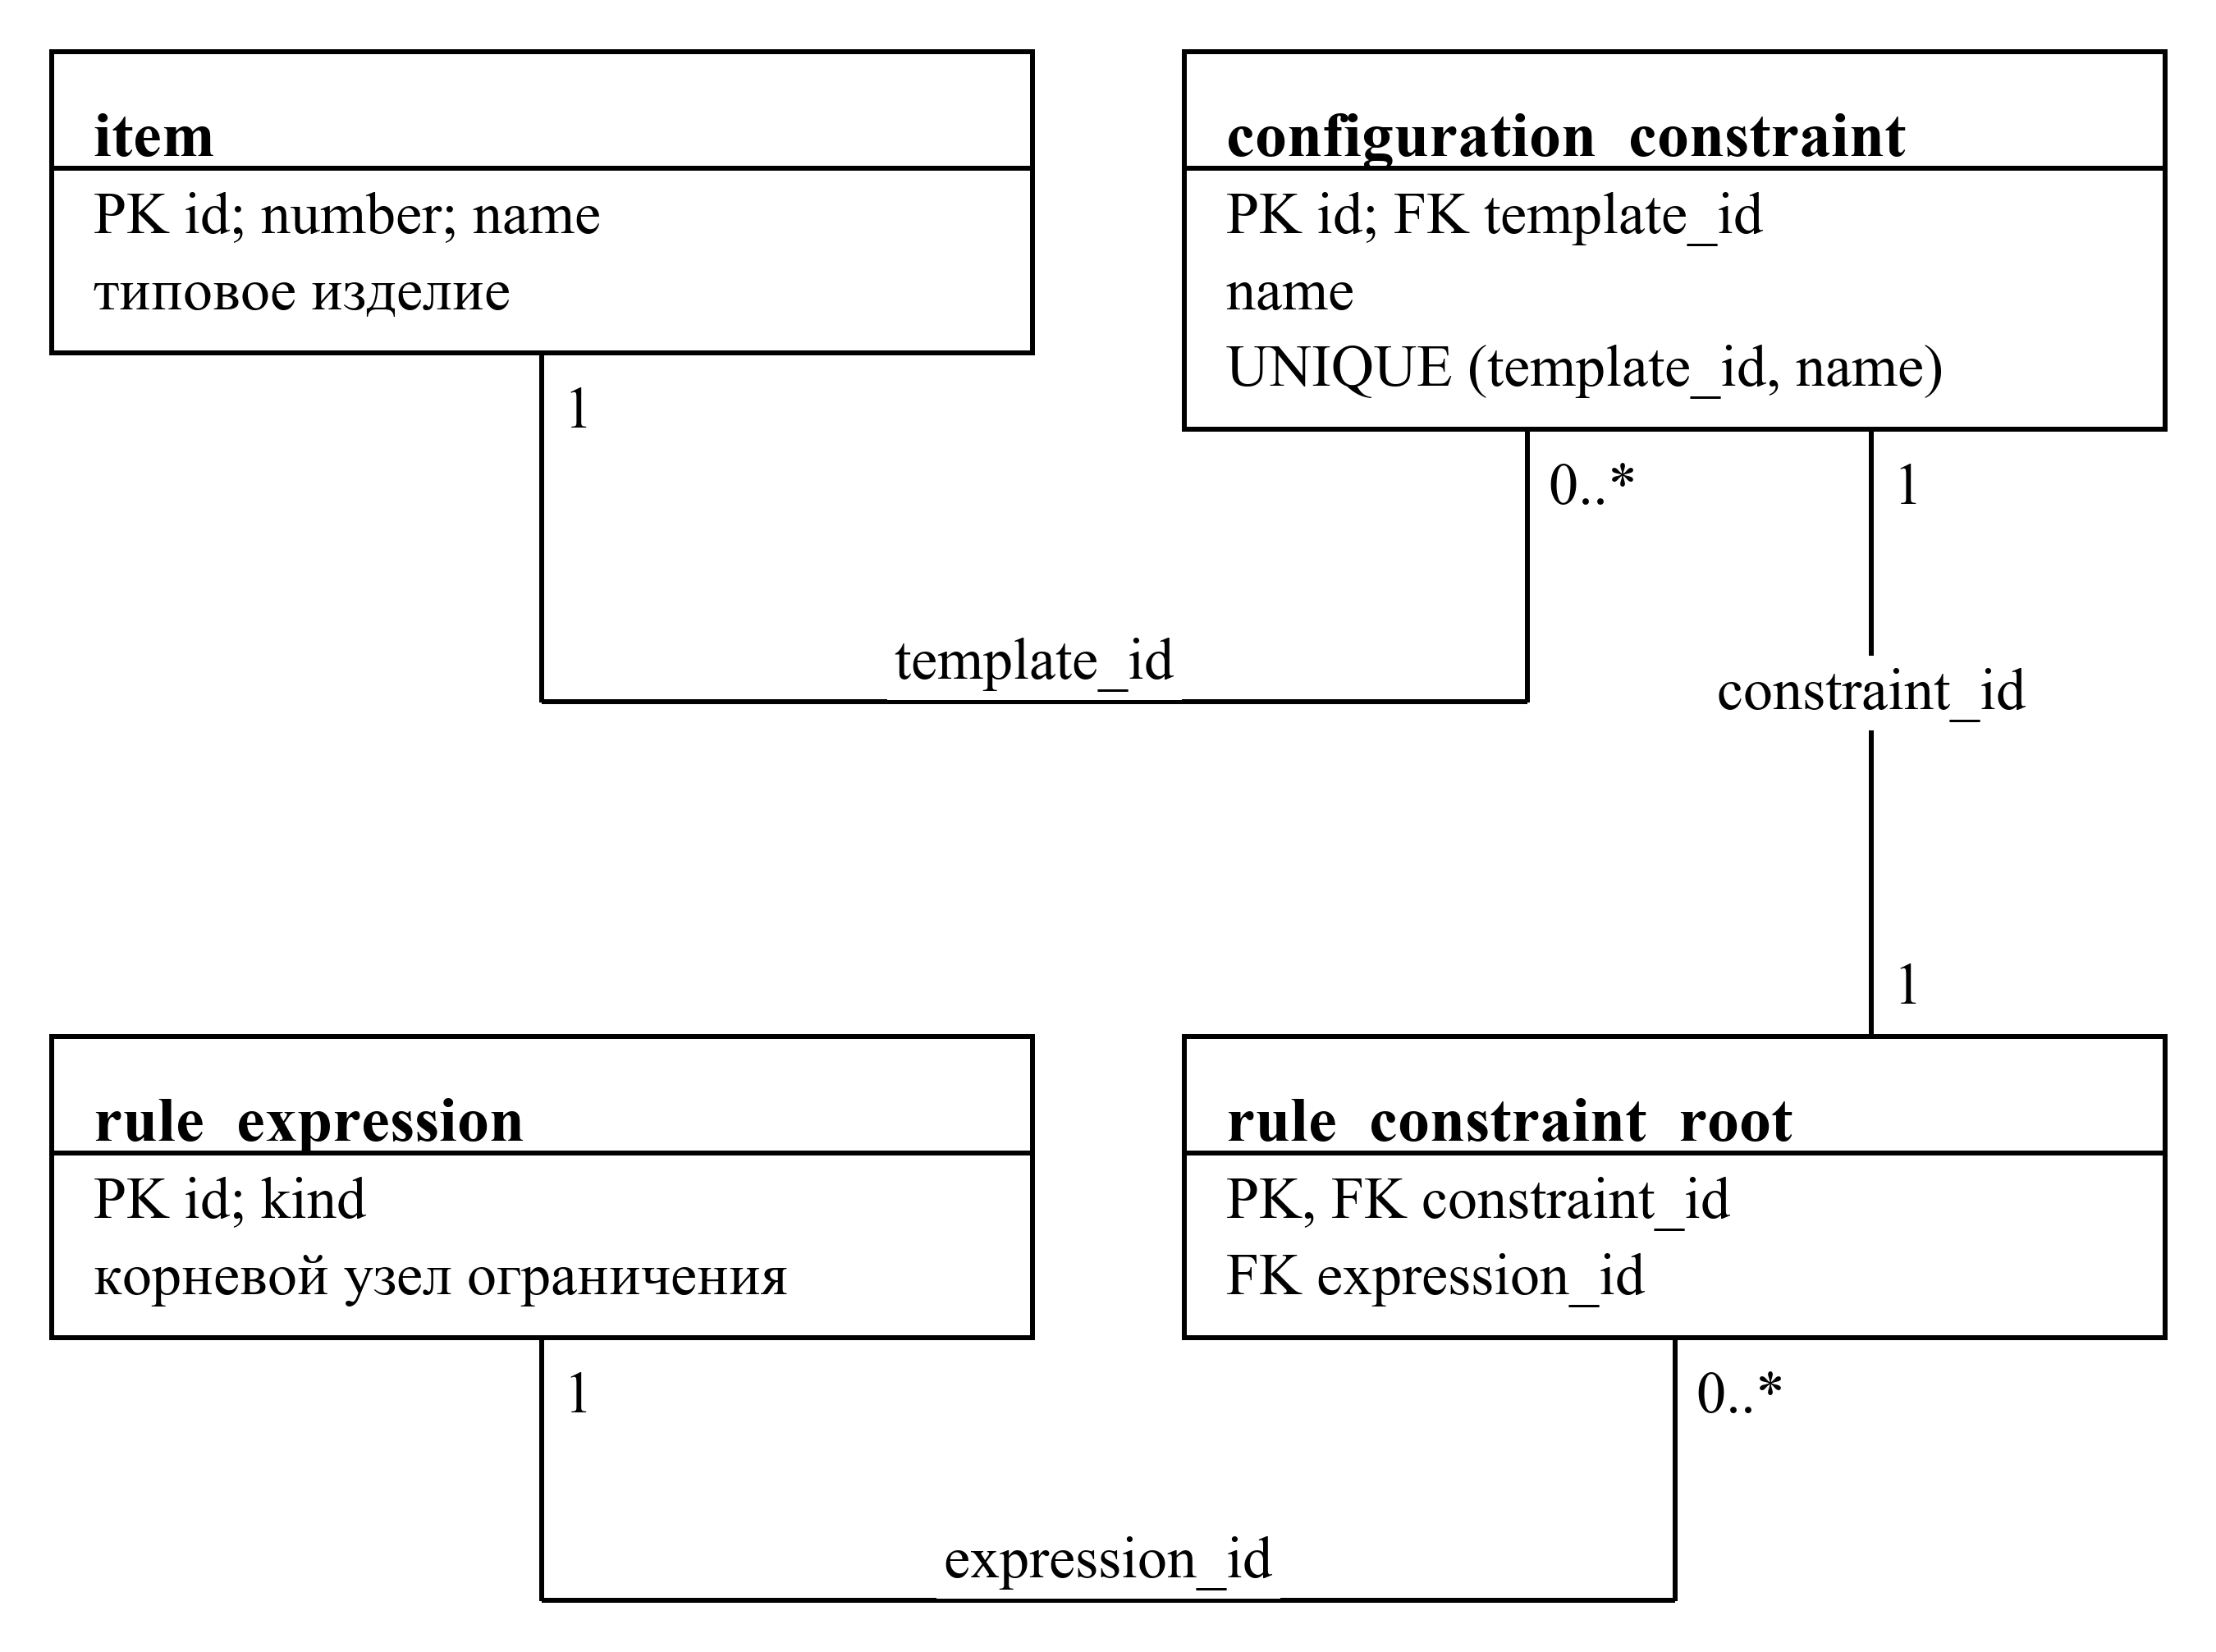 item
PK id; number; name
типовое изделие
1
configuration_constraint
PK id; FK template_id
name
UNIQUE (template_id, name)
0..*
1
template_id
constraint_id
1
rule_expression
PK id; kind
корневой узел ограничения
1
rule_constraint_root
PK, FK constraint_id
FK expression_id
0..*
expression_id